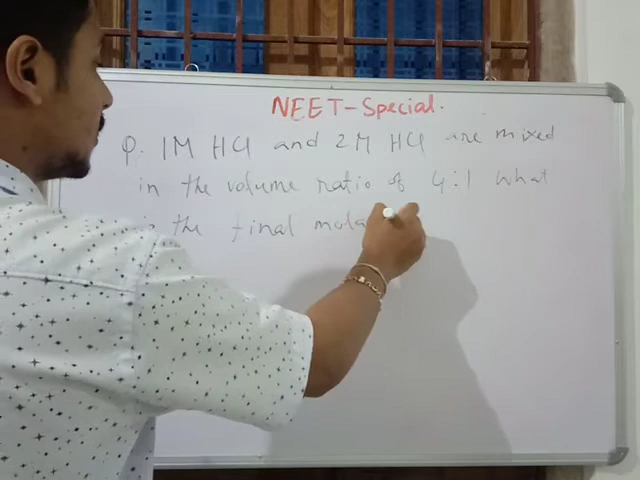 NEET-Special.
Q. 1M HCl and 2M HCl are mixed
in the volume ratio of 4:1 What
is the final mola